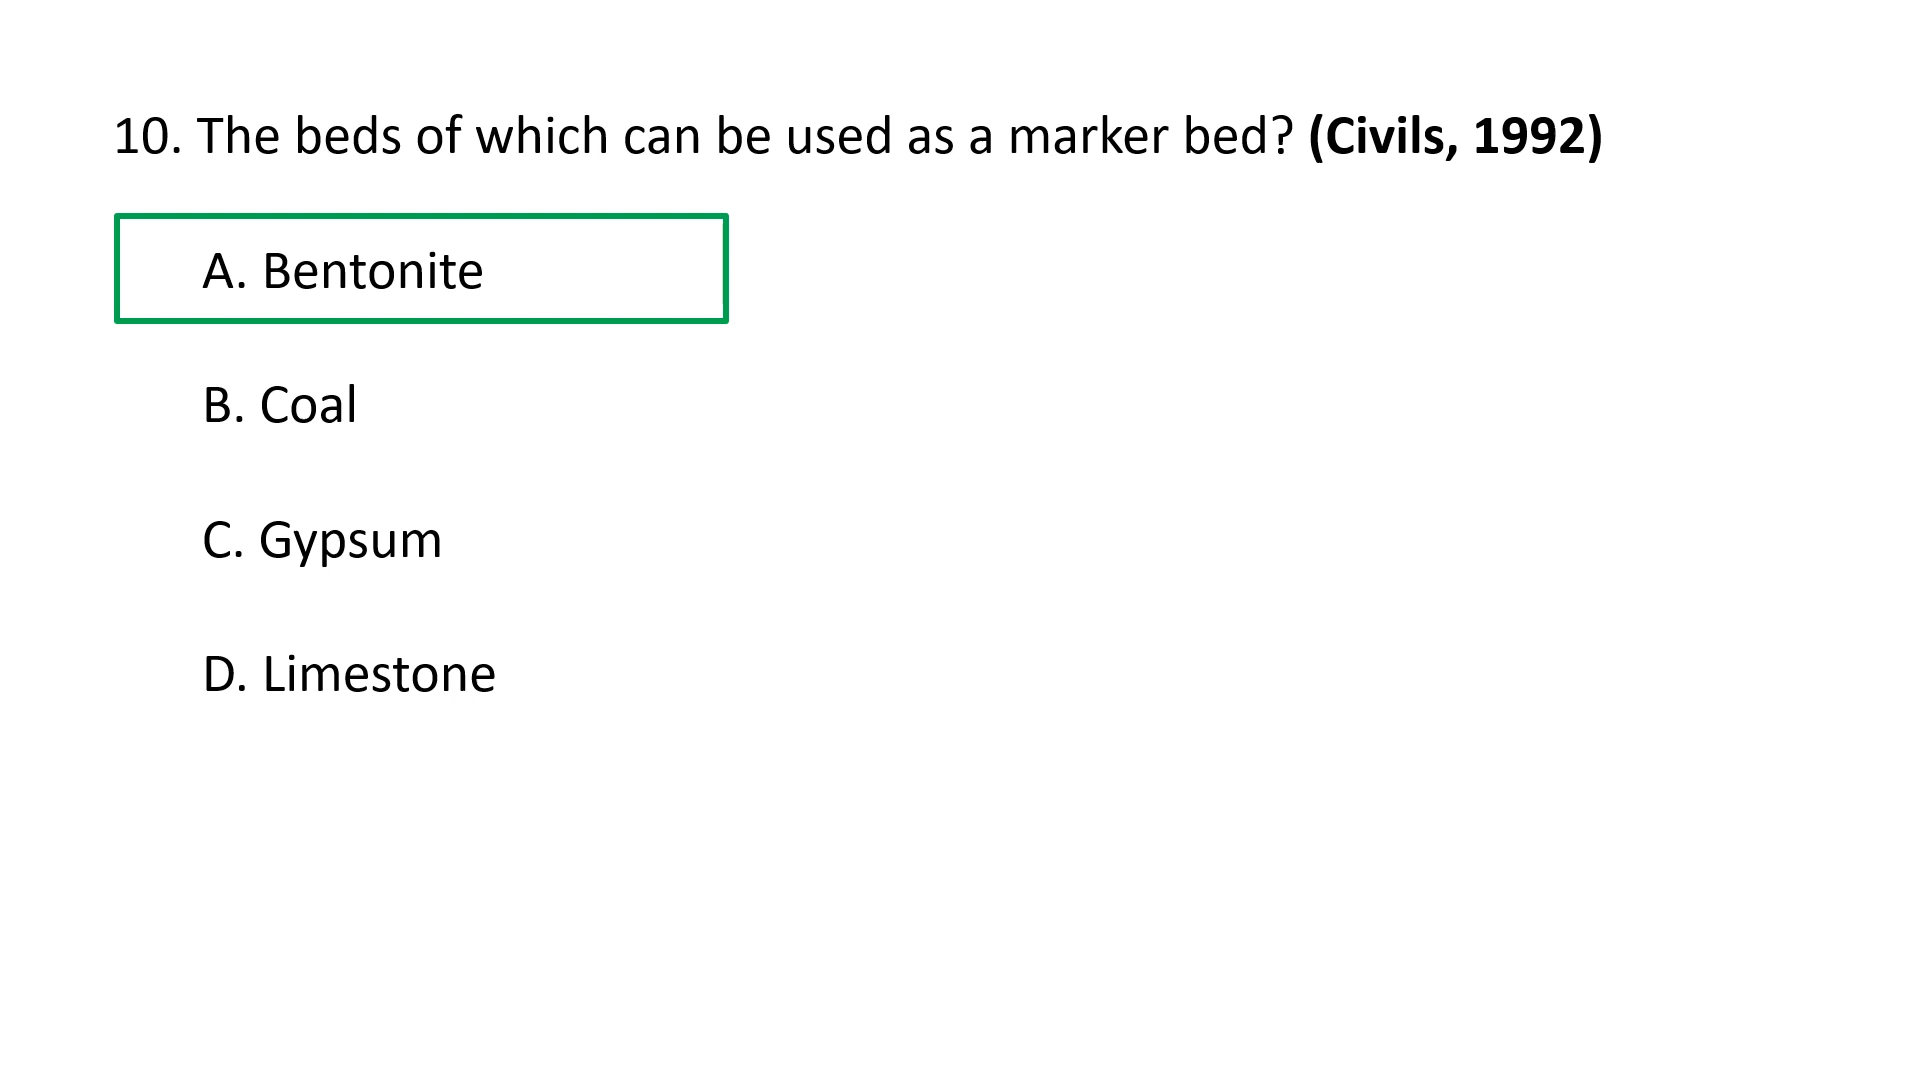 10. The beds of which can be used as a marker bed? (Civils, 1992)
A. Bentonite
B. Coal
C. Gypsum
D. Limestone